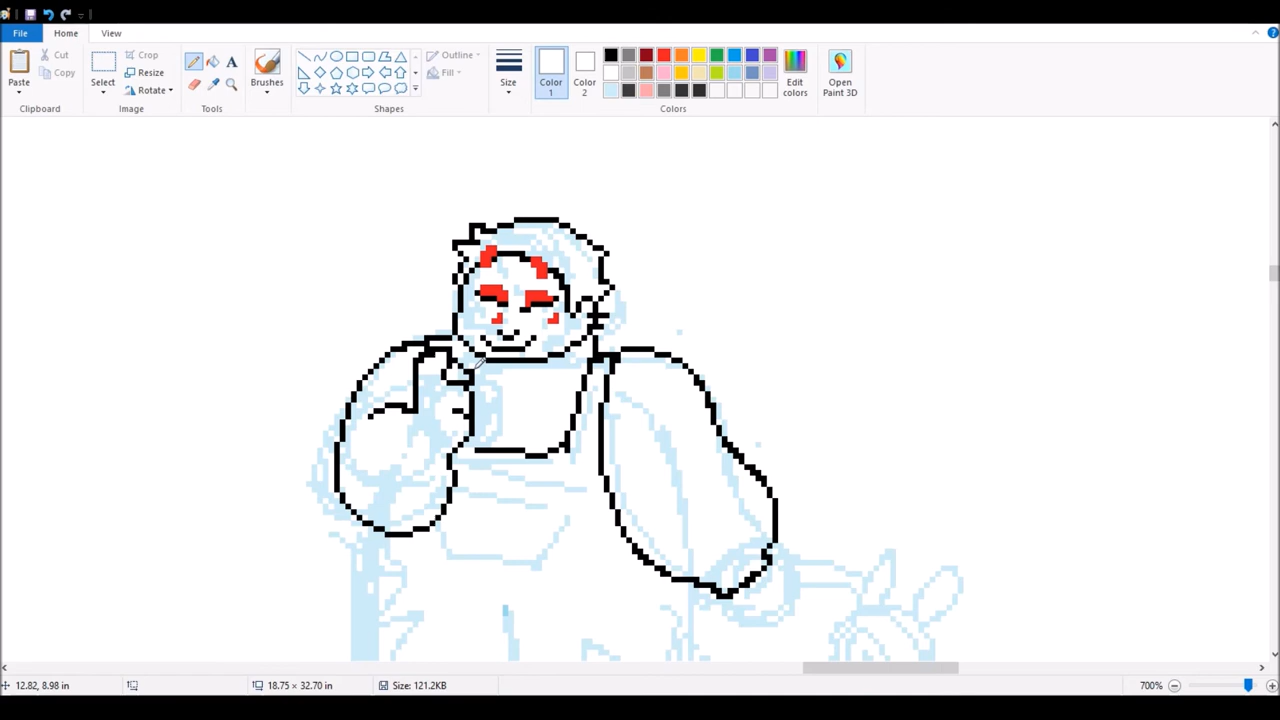 File Home View
Paste
Cut
Copy
Clipboard
Select
Crop
Resize
Rotate
Image
A
Tools
Brushes
Shapes
Outline
Fill
Size
Color 1
Color 2
Colors
Edit colors
Open Paint 3D
12.82, 8.98 in
18.75 × 32.70 in
Size: 121.2KB
700%